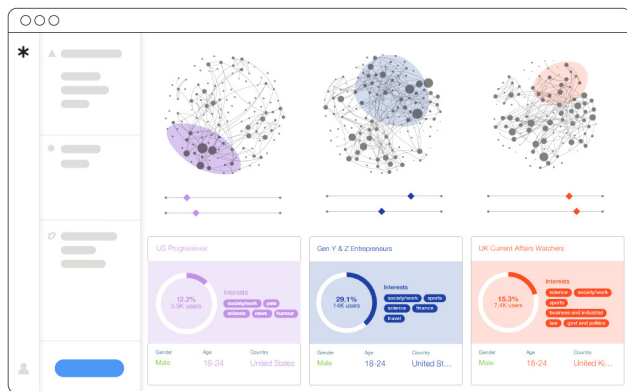 US Progressives
12.2%
5.9K users
Interests
society/work pets
science news humour
Gender Age Country
Male 18-24 United States
Gen Y & Z Entrepreneurs
29.1%
14K users
Interests
society/work sports
science finance
travel
Gender Age Country
Male 18-24 United St...
UK Current Affairs Watchers
15.3%
7.4K users
Interests
science society/work
sports
business and industrial
law govt and politics
Gender Age Country
Male 18-24 United Ki...